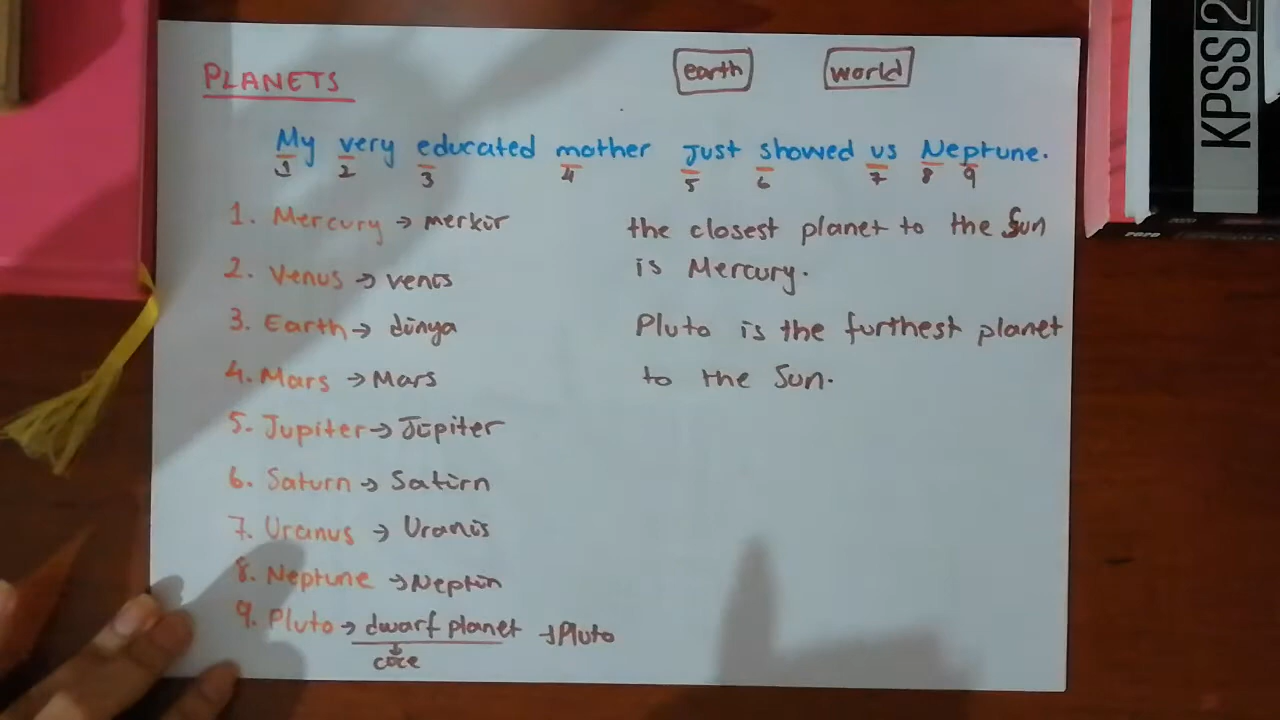 PLANETS
earth
world
My very educated mother just showed us Neptune.
1 2 3 4 5 6 7 8 9
1. Mercury → merkür
2. Venus → venüs
3. Earth → dünya
4. Mars → Mars
5. Jupiter → Jüpiter
6. Saturn → Satürn
7. Uranus → Uranüs
8. Neptune → Neptün
9. Pluto → dwarf planet → Pluto
cüce
the closest planet to the Sun
is Mercury.
Pluto is the furthest planet
to the Sun.
KPSS 2